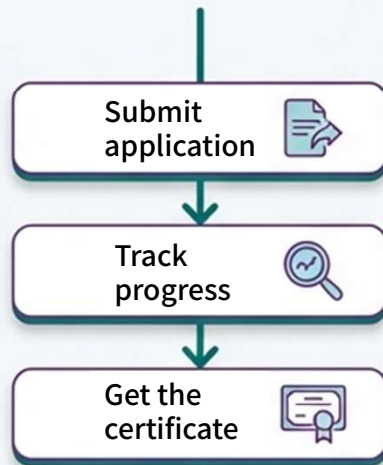 Submit
application
Track
progress
Get the
certificate